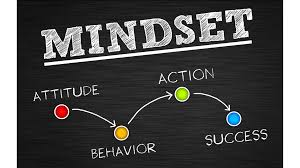 MINDSET
ATTITUDE
BEHAVIOR
ACTION
SUCCESS